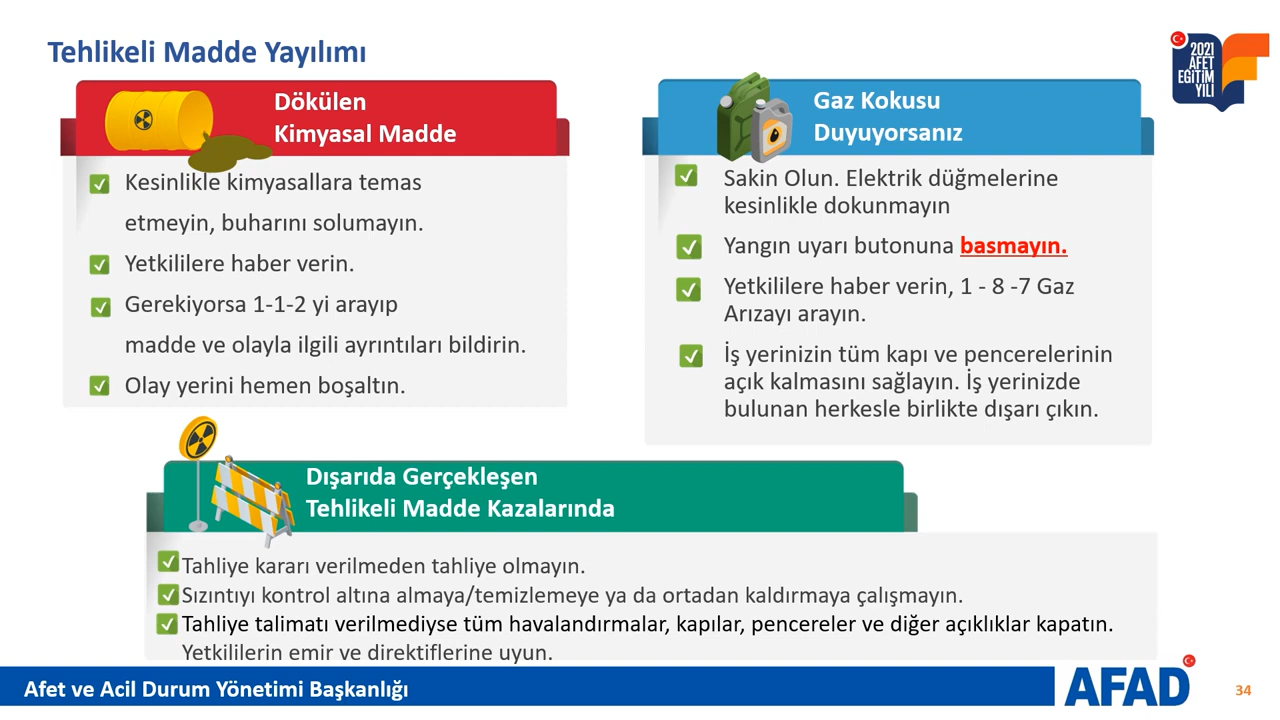 Tehlikeli Madde Yayılımı
2021
AFET
EĞİTİM
YILI
Dökülen
Kimyasal Madde
Kesinlikle kimyasallara temas
etmeyin, buharını solumayın.
Yetkililere haber verin.
Gerekiyorsa 1-1-2 yi arayıp
madde ve olayla ilgili ayrıntıları bildirin.
Olay yerini hemen boşaltın.
Gaz Kokusu
Duyuyorsanız
Sakin Olun. Elektrik düğmelerine
kesinlikle dokunmayın
Yangın uyarı butonuna basmayın.
Yetkililere haber verin, 1 - 8 -7 Gaz
Arızayı arayın.
İş yerinizin tüm kapı ve pencerelerinin
açık kalmasını sağlayın. İş yerinizde
bulunan herkesle birlikte dışarı çıkın.
Dışarıda Gerçekleşen
Tehlikeli Madde Kazalarında
Tahliye kararı verilmeden tahliye olmayın.
Sızıntıyı kontrol altına almaya/temizlemeye ya da ortadan kaldırmaya çalışmayın.
Tahliye talimatı verilmediyse tüm havalandırmalar, kapılar, pencereler ve diğer açıklıklar kapatın.
Yetkililerin emir ve direktiflerine uyun.
Afet ve Acil Durum Yönetimi Başkanlığı
AFAD
34